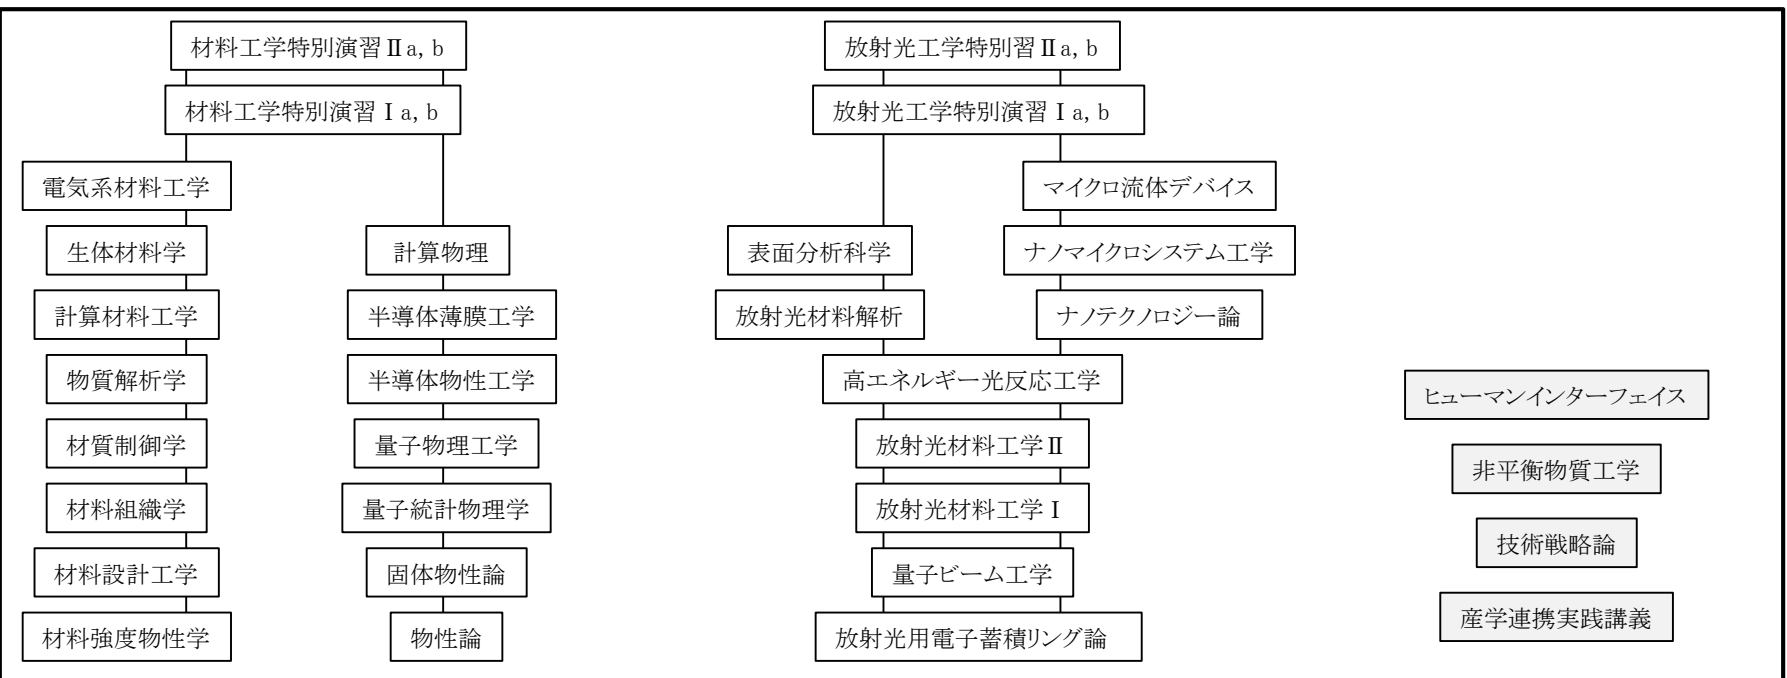 材料工学特別演習Ⅱa, b
材料工学特別演習Ⅰa, b
電気系材料工学
生体材料学
計算材料工学
物質解析学
材質制御学
材料組織学
材料設計工学
材料強度物性学
計算物理
半導体薄膜工学
半導体物性工学
量子物理工学
量子統計物理学
固体物性論
物性論
放射光工学特別習Ⅱa, b
放射光工学特別演習Ⅰa, b
マイクロ流体デバイス
表面分析科学
ナノマイクロシステム工学
放射光材料解析
ナノテクノロジー論
高エネルギー光反応工学
放射光材料工学Ⅱ
放射光材料工学Ⅰ
量子ビーム工学
放射光用電子蓄積リング論
ヒューマンインターフェイス
非平衡物質工学
技術戦略論
産学連携実践講義